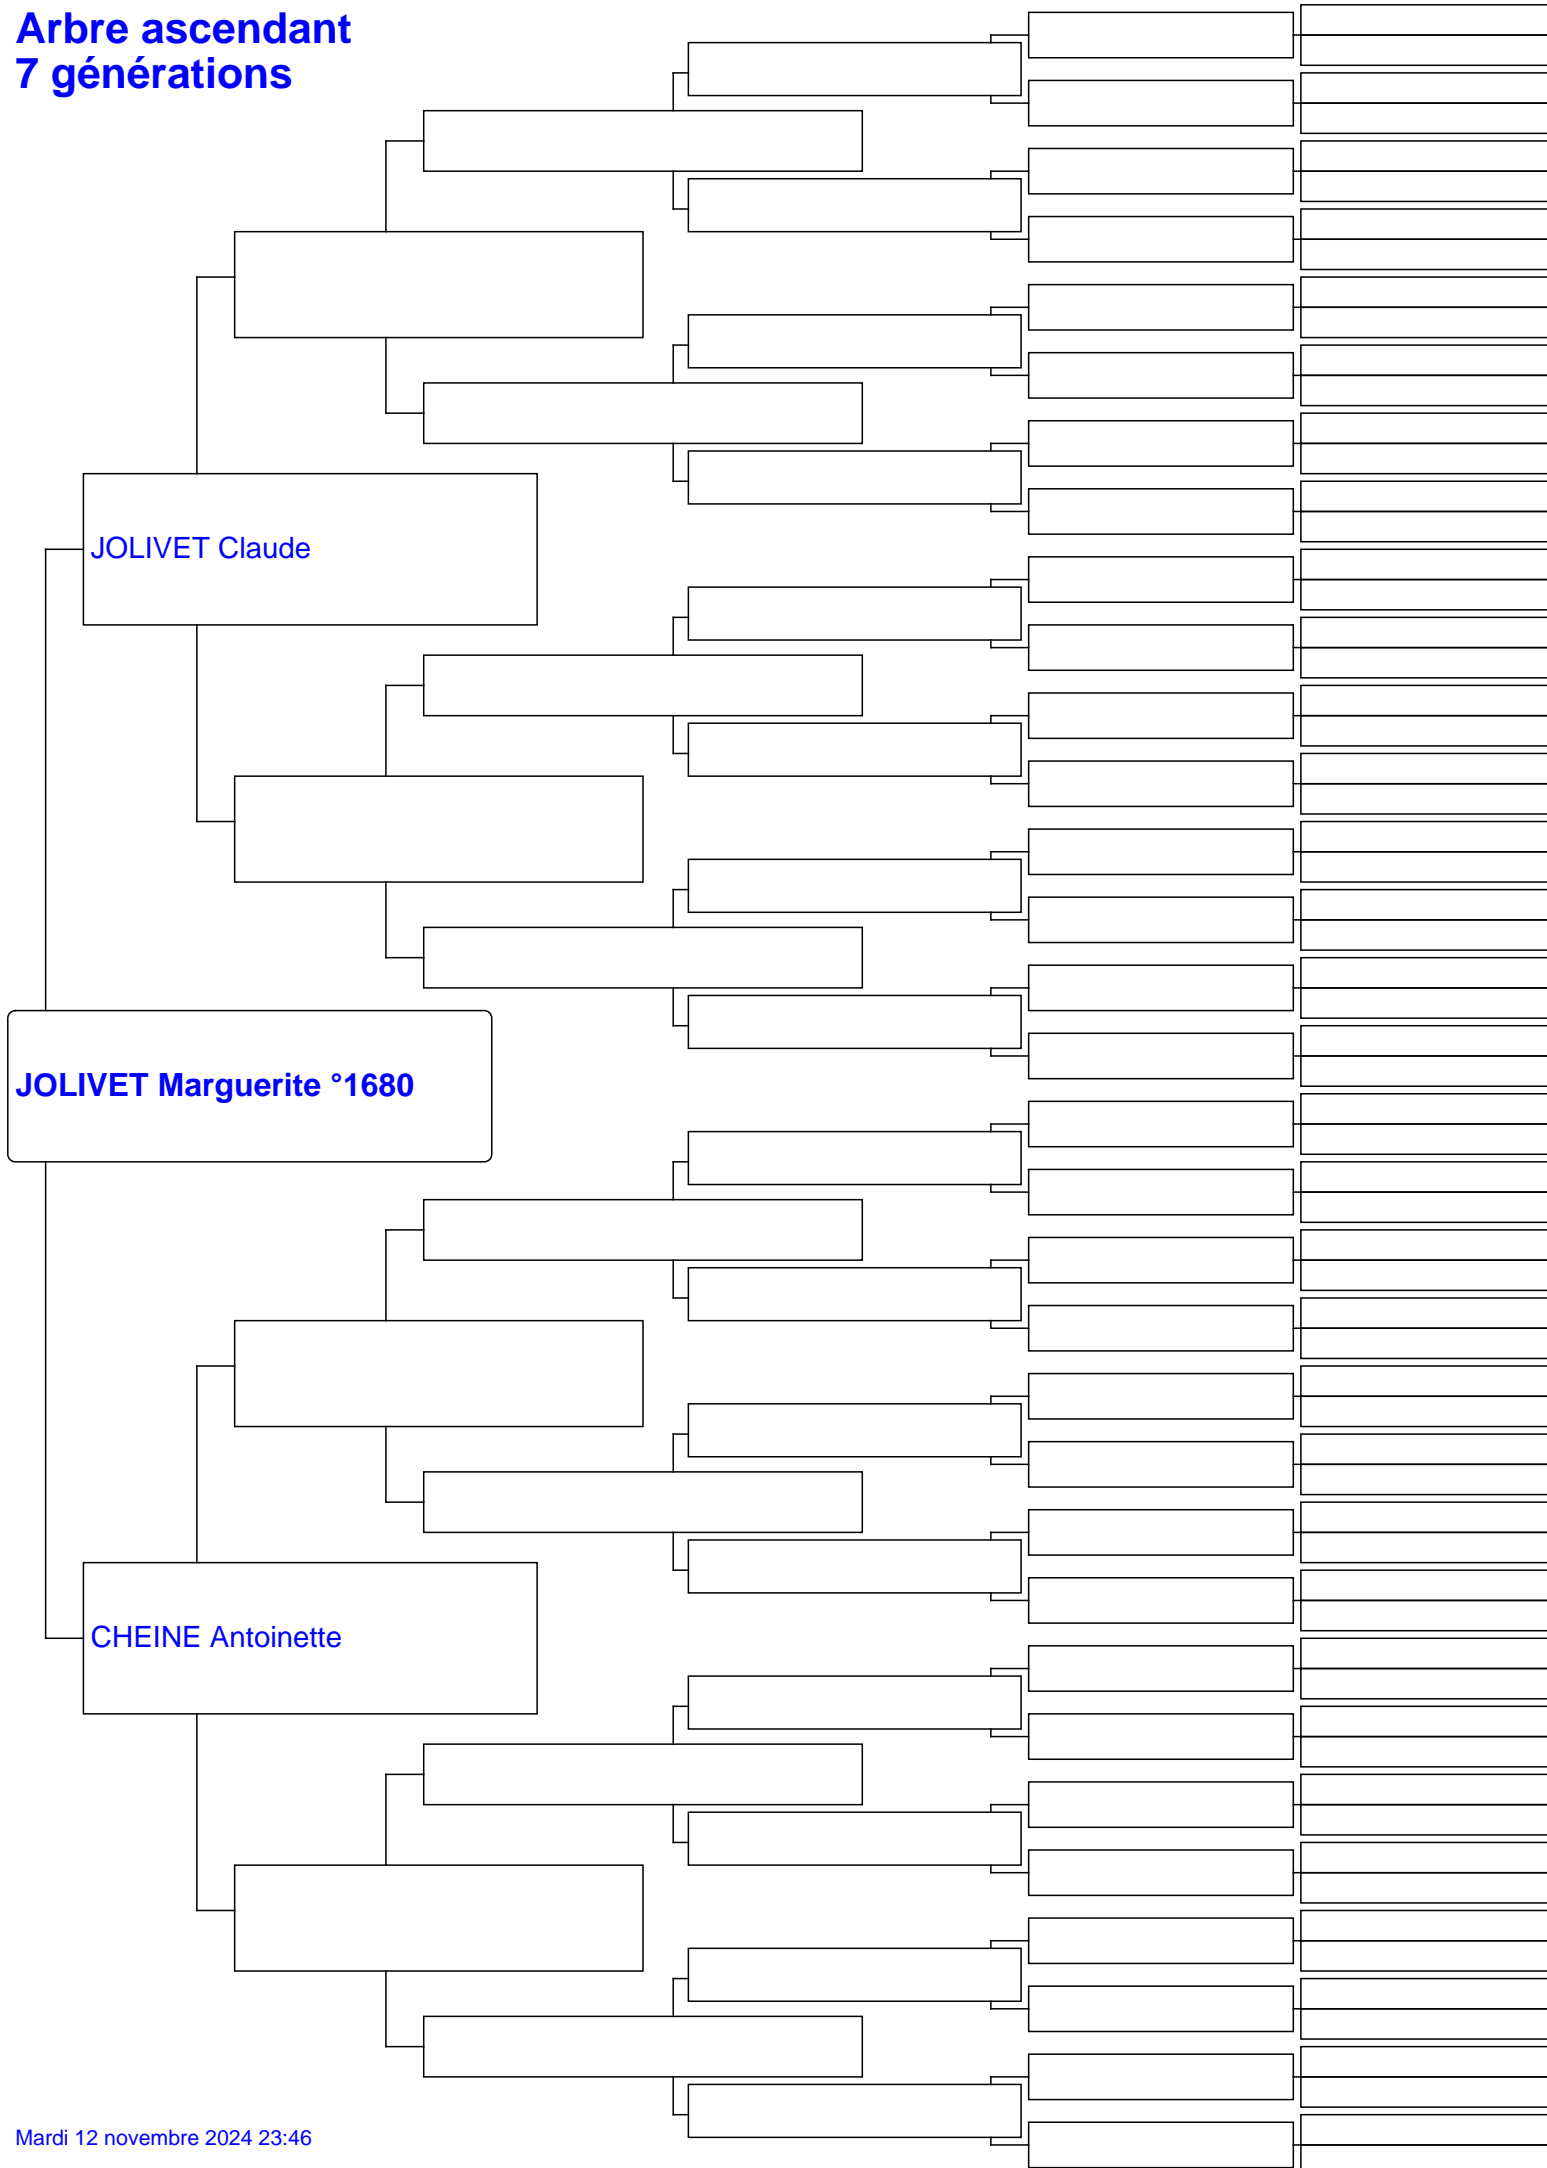 Arbre ascendant
7 générations
JOLIVET Claude
JOLIVET Marguerite °1680
CHEINE Antoinette
Mardi 12 novembre 2024 23:46